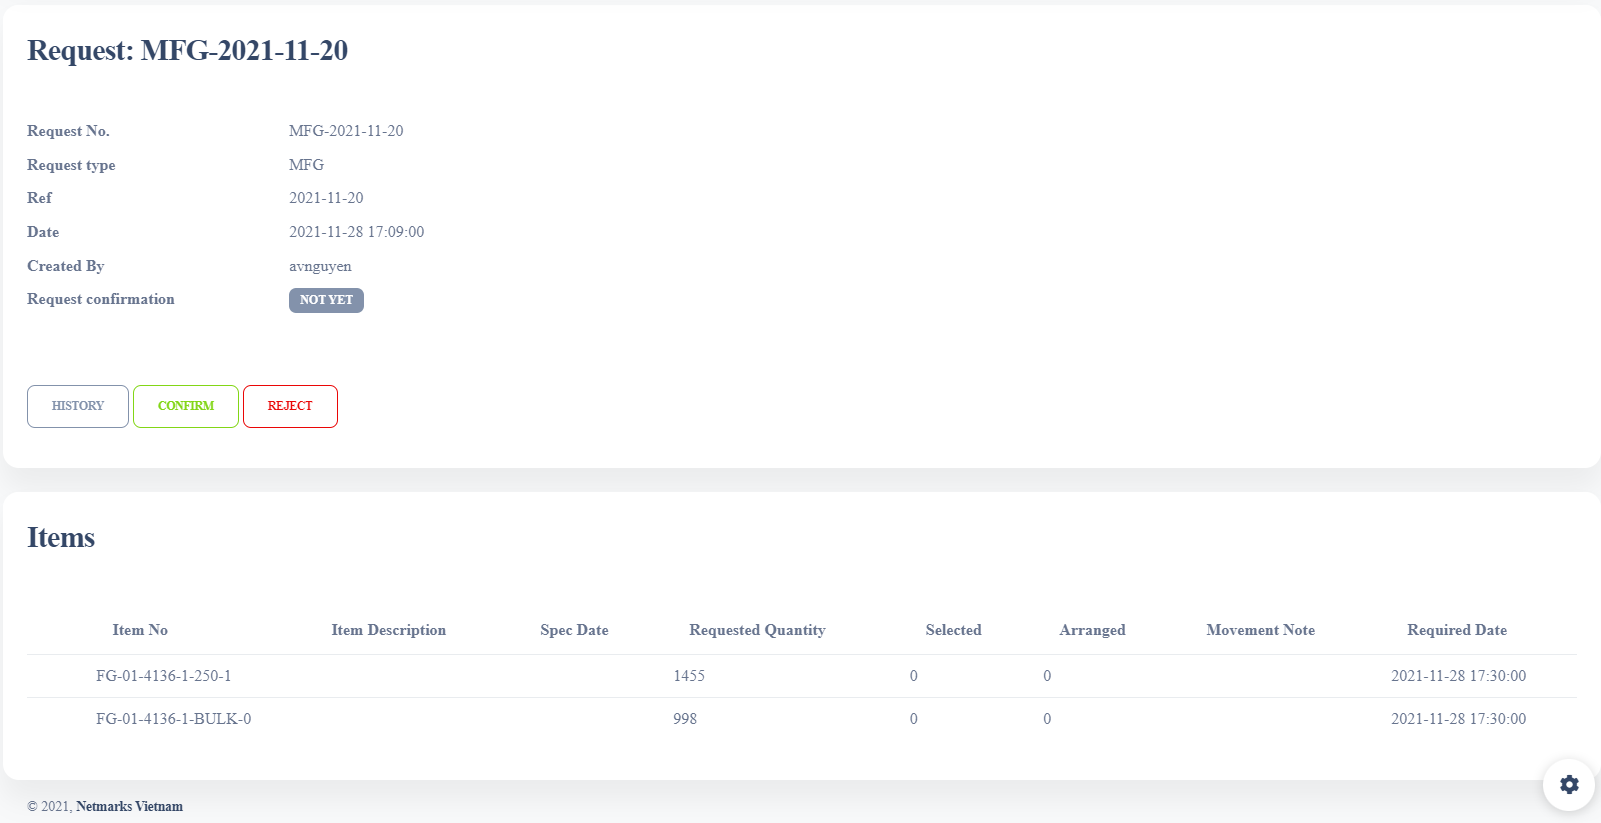 Request: MFG-2021-11-20
Request No. MFG-2021-11-20
Request type MFG
Ref 2021-11-20
Date 2021-11-28 17:09:00
Created By avnguyen
Request confirmation NOT YET
HISTORY CONFIRM REJECT
Items
Item No Item Description Spec Date Requested Quantity Selected Arranged Movement Note Required Date
FG-01-4136-1-250-1 1455 0 0 2021-11-28 17:30:00
FG-01-4136-1-BULK-0 998 0 0 2021-11-28 17:30:00
© 2021, Netmarks Vietnam